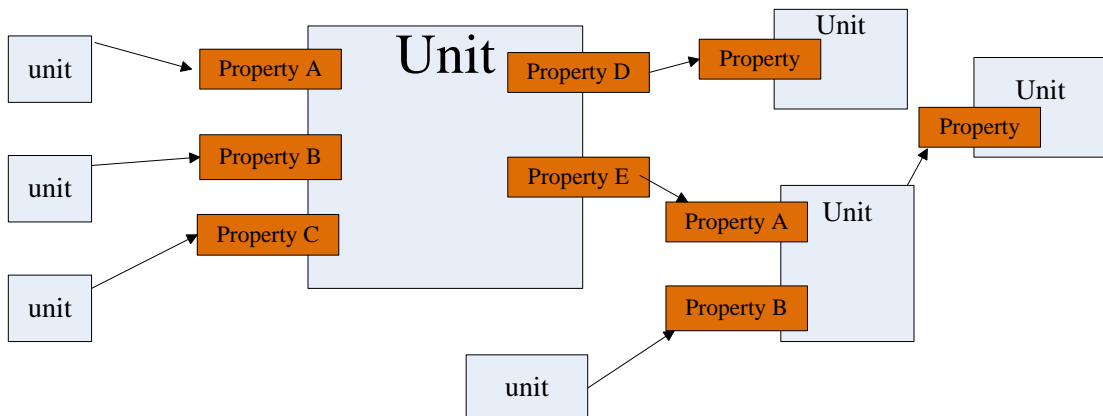 unit
Property A
Unit
Property D
Property
Unit
Property
Unit
unit
Property B
Property E
Property A
Unit
Property C
unit
Property B
unit